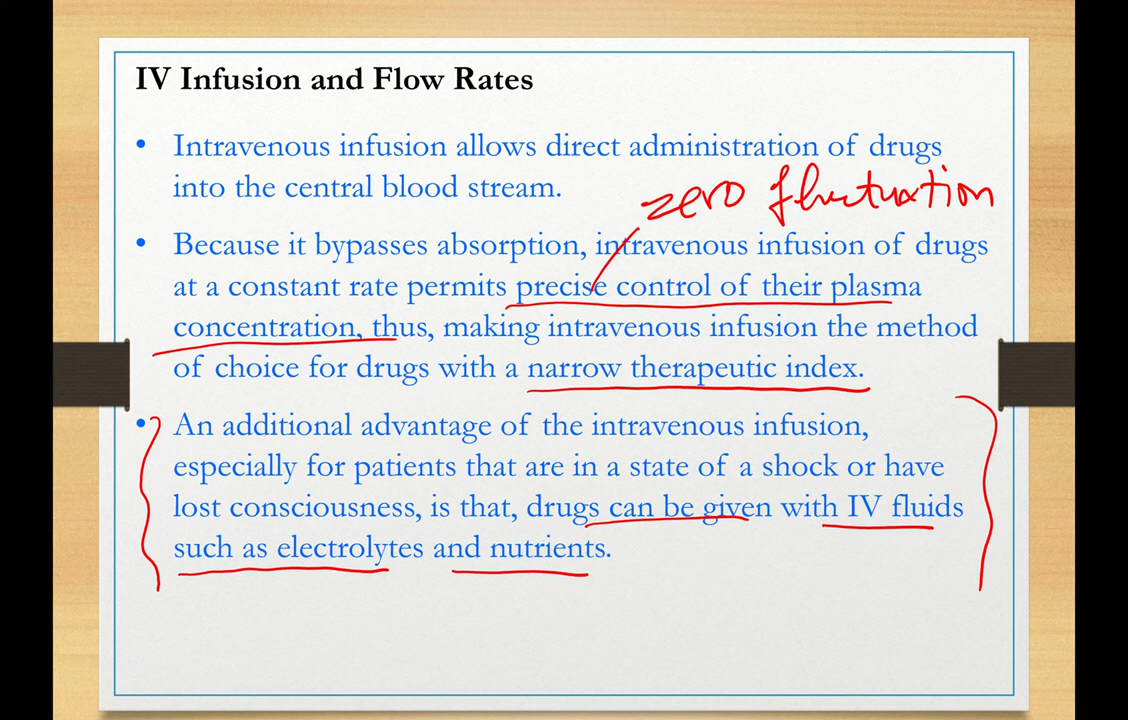 IV Infusion and Flow Rates
• Intravenous infusion allows direct administration of drugs
into the central blood stream.
zero fluctuation
• Because it bypasses absorption, intravenous infusion of drugs
at a constant rate permits precise control of their plasma
concentration, thus, making intravenous infusion the method
of choice for drugs with a narrow therapeutic index.
• An additional advantage of the intravenous infusion,
especially for patients that are in a state of a shock or have
lost consciousness, is that, drugs can be given with IV fluids
such as electrolytes and nutrients.